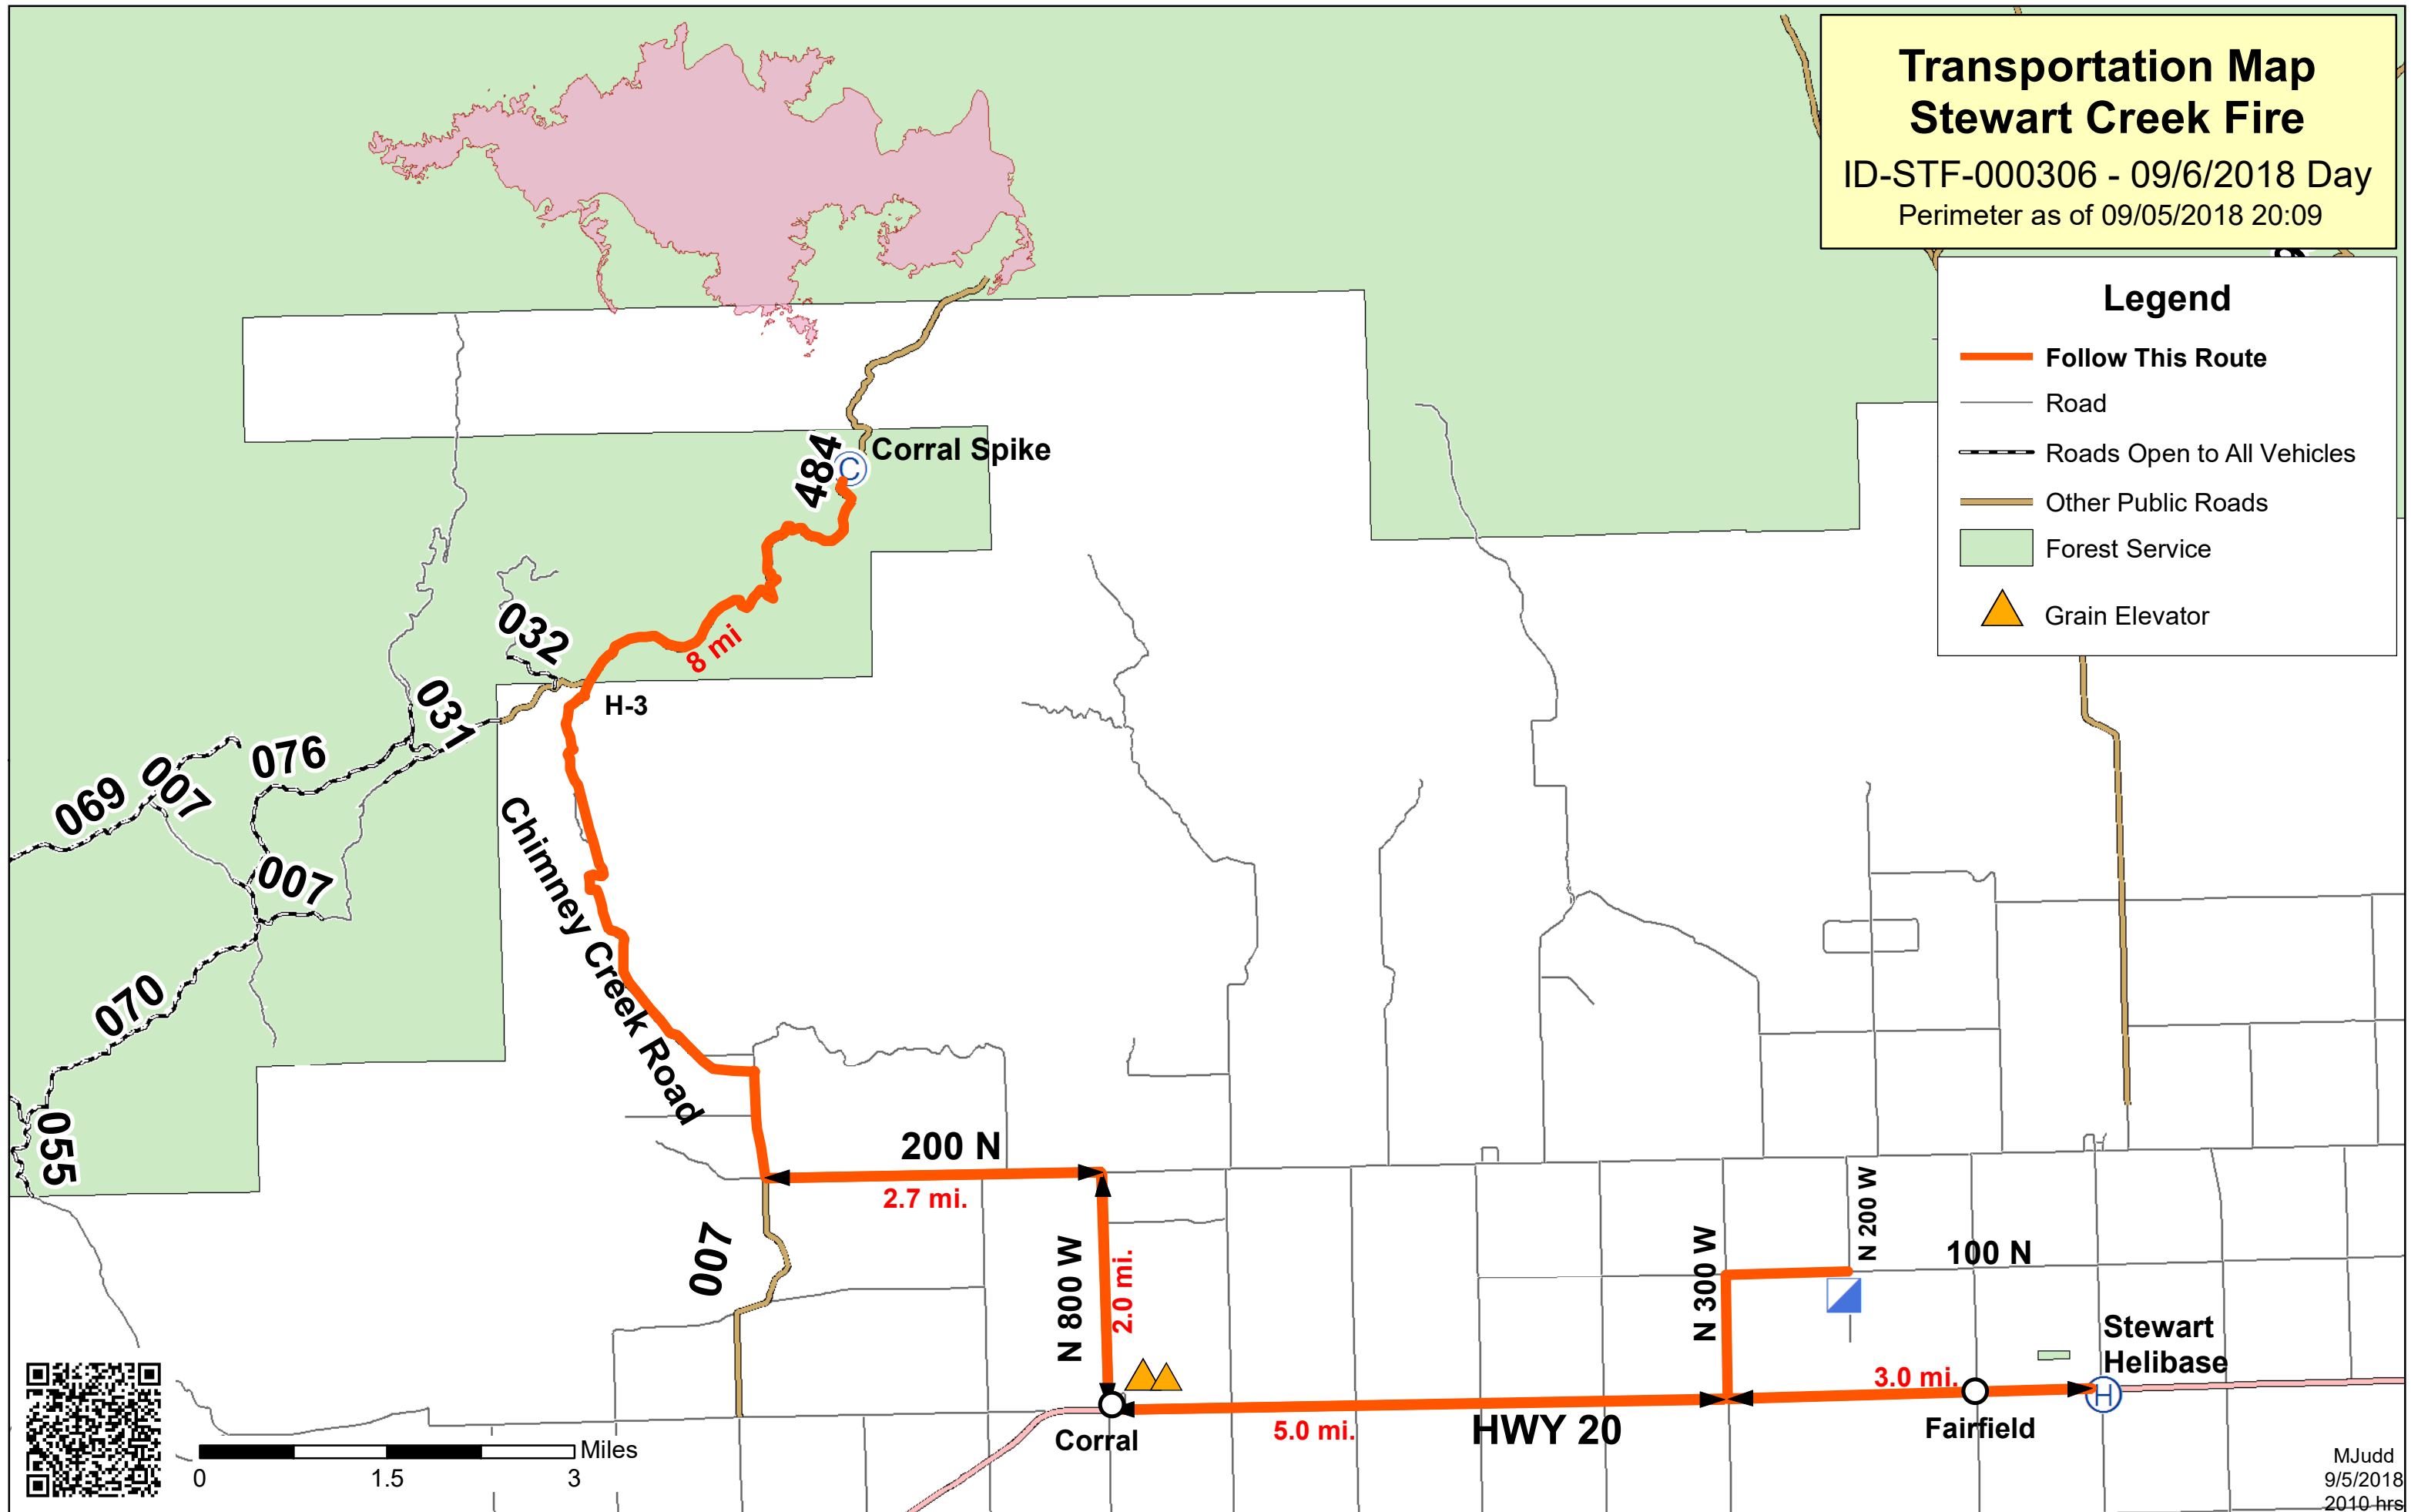 Transportation Map
Stewart Creek Fire
ID-STF-000306 - 09/6/2018 Day
Perimeter as of 09/05/2018 20:09
Legend
Follow This Route
Road
Roads Open to All Vehicles
Other Public Roads
Forest Service
Grain Elevator
484
C
Corral Spike
032
8 mi
H-3
031
076
069
007
007
070
055
Chimney Creek Road
200 N
2.7 mi.
007
N 800 W
2.0 mi.
N 300 W
N 200 W
100 N
Stewart
Helibase
H
3.0 mi.
5.0 mi.
HWY 20
Fairfield
Corral
Miles
0
1.5
3
MJudd
9/5/2018
2010 hrs